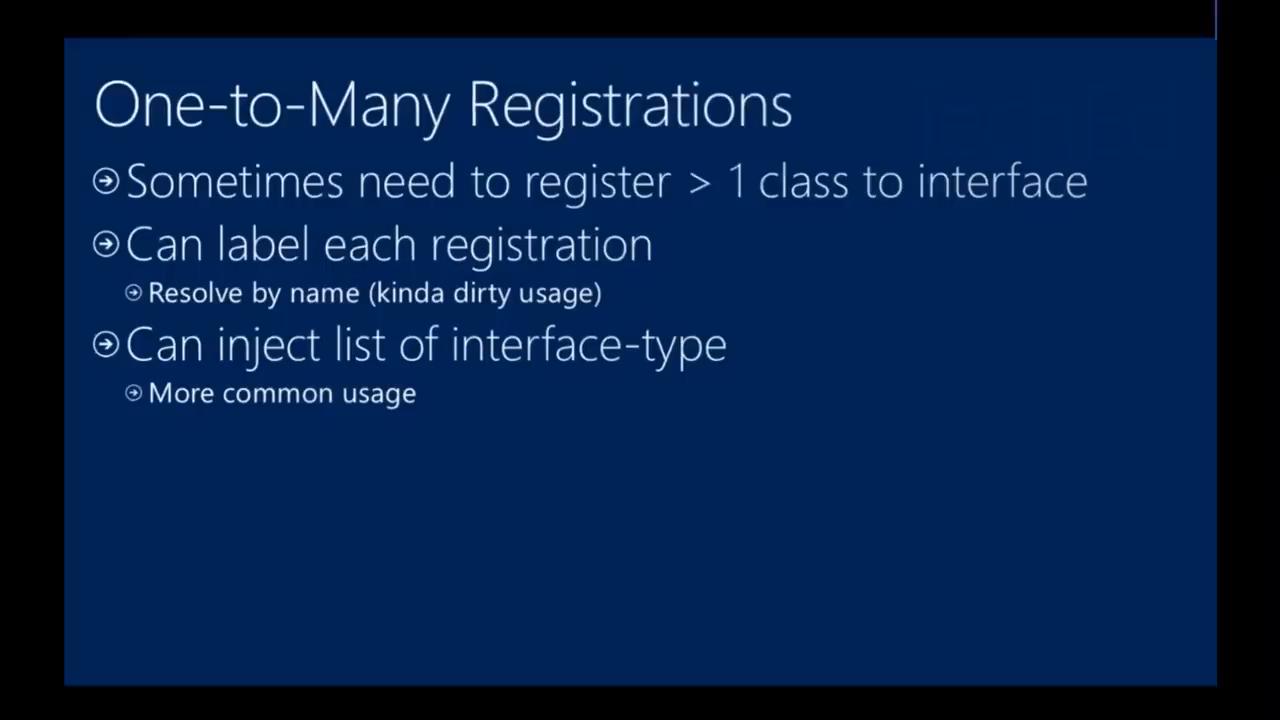 One-to-Many Registrations
Sometimes need to register > 1 class to interface
Can label each registration
Resolve by name (kinda dirty usage)
Can inject list of interface-type
More common usage